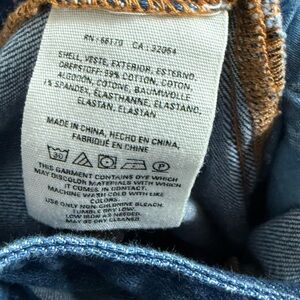 RN: 66170 CA: 32064
SHELL, VESTE, EXTERIOR, ESTERNO,
OBERSTOFF: 99% COTTON, COTON,
ALGODÓN, COTONE, BAUMWOLLE
1% SPANDEX, ELASTHANNE, ELASTANO,
ELASTAN, ELASTAN
MADE IN CHINA, HECHO EN CHINA,
FABRIQUÉ EN CHINE
30 P
THIS GARMENT CONTAINS DYE WHICH
MAY DISCOLOR MATERIALS WITH WHICH
IT COMES IN CONTACT.
MACHINE WASH COLD WITH LIKE
COLORS.
USE ONLY NON-CHLORINE BLEACH.
TUMBLE DRY LOW.
LOW IRON AS NEEDED.
MAY BE DRY CLEANED